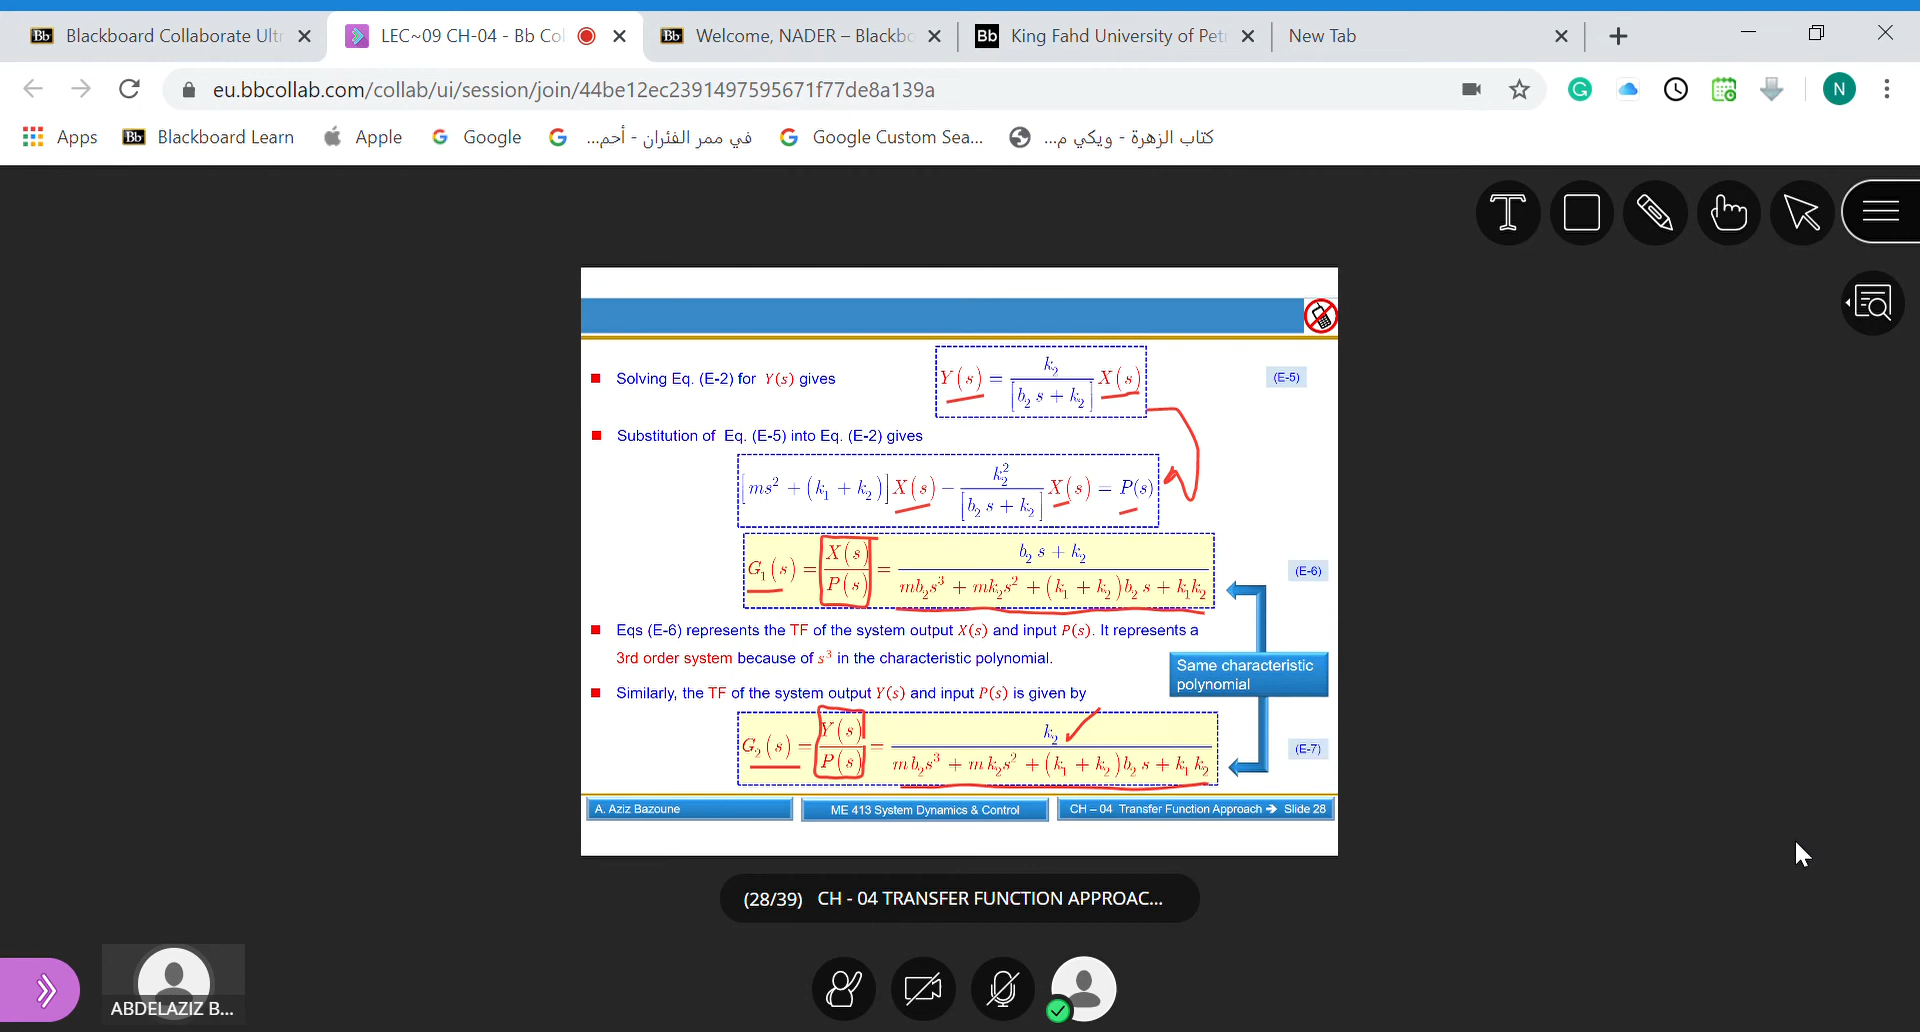 Blackboard Collaborate Ultr
LEC~09 CH-04 - Bb Col
Welcome, NADER – Blackbo
King Fahd University of Petr
New Tab
eu.bbcollab.com/collab/ui/session/join/44be12ec2391497595671f77de8a139a
N
Apps
Blackboard Learn
Apple
Google
في ممر الفئران - أحم...
Google Custom Sea...
كتاب الزهرة - ويكي م...
Solving Eq. (E-2) for Y(s) gives
Y(s) = k₂ / [b₂ s + k₂] X(s)
(E-5)
Substitution of Eq. (E-5) into Eq. (E-2) gives
[ms² + (k₁ + k₂)]X(s) − k₂² / [b₂ s + k₂] X(s) = P(s)
G₁(s) = X(s)/P(s) = b₂ s + k₂ / mb₂s³ + mk₂s² + (k₁ + k₂)b₂ s + k₁k₂
(E-6)
Eqs (E-6) represents the TF of the system output X(s) and input P(s). It represents a
3rd order system because of s³ in the characteristic polynomial.
Same characteristic
polynomial
Similarly, the TF of the system output Y(s) and input P(s) is given by
G₂(s) = Y(s)/P(s) = k₂ / m b₂s³ + m k₂s² + (k₁ + k₂)b₂ s + k₁ k₂
(E-7)
A. Aziz Bazoune
ME 413 System Dynamics & Control
CH – 04 Transfer Function Approach ➔ Slide 28
(28/39) CH - 04 TRANSFER FUNCTION APPROAC...
ABDELAZIZ B...